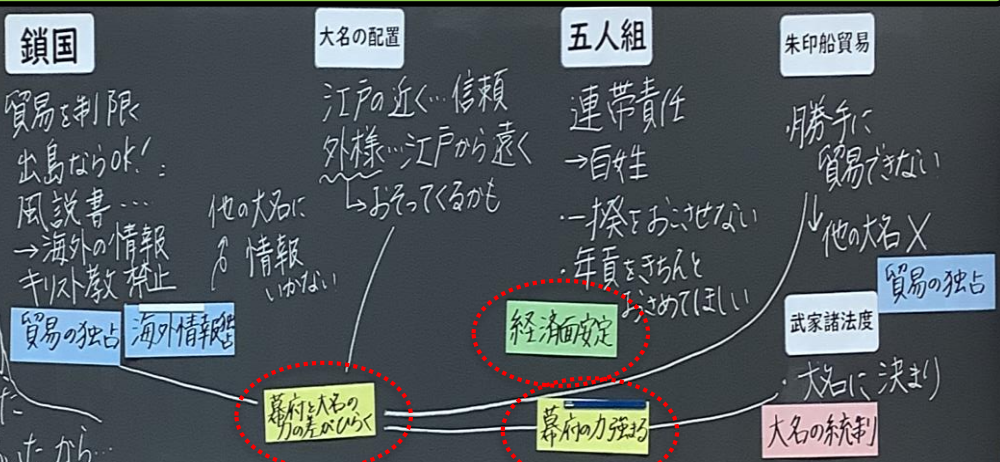 鎖国
貿易を制限
出島ならOK!
風説書…
→海外の情報
キリスト教 禁止
貿易の独占
海外情報独占
他の大名に
情報
いかない
大名の配置
江戸の近く…信頼
外様…江戸から遠く
おそってくるかも
幕府と大名の
力の差がひらく
五人組
連帯責任
→百姓
・一揆をおこさせない
・年貢をきちんと
おさめてほしい
経済面安定
幕府の力強まる
朱印船貿易
・勝手に
貿易できない
↓他の大名X
貿易の独占
武家諸法度
・大名に決まり
大名の統制
った
いたから…